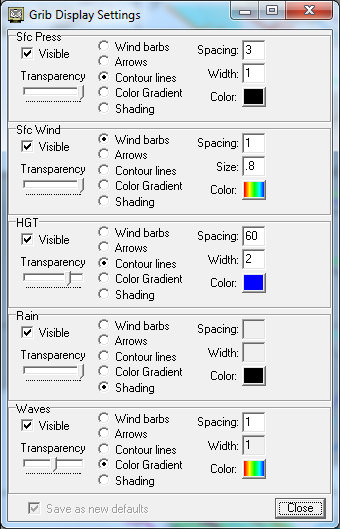 Grib Display Settings
Sfc Press
Visible
Transparency
Wind barbs
Arrows
Contour lines
Color Gradient
Shading
Spacing: 3
Width: 1
Color:
Sfc Wind
Visible
Transparency
Wind barbs
Arrows
Contour lines
Color Gradient
Shading
Spacing: 1
Size: .8
Color:
HGT
Visible
Transparency
Wind barbs
Arrows
Contour lines
Color Gradient
Shading
Spacing: 60
Width: 2
Color:
Rain
Visible
Transparency
Wind barbs
Arrows
Contour lines
Color Gradient
Shading
Spacing:
Width:
Color:
Waves
Visible
Transparency
Wind barbs
Arrows
Contour lines
Color Gradient
Shading
Spacing: 1
Width: 1
Color:
Save as new defaults
Close